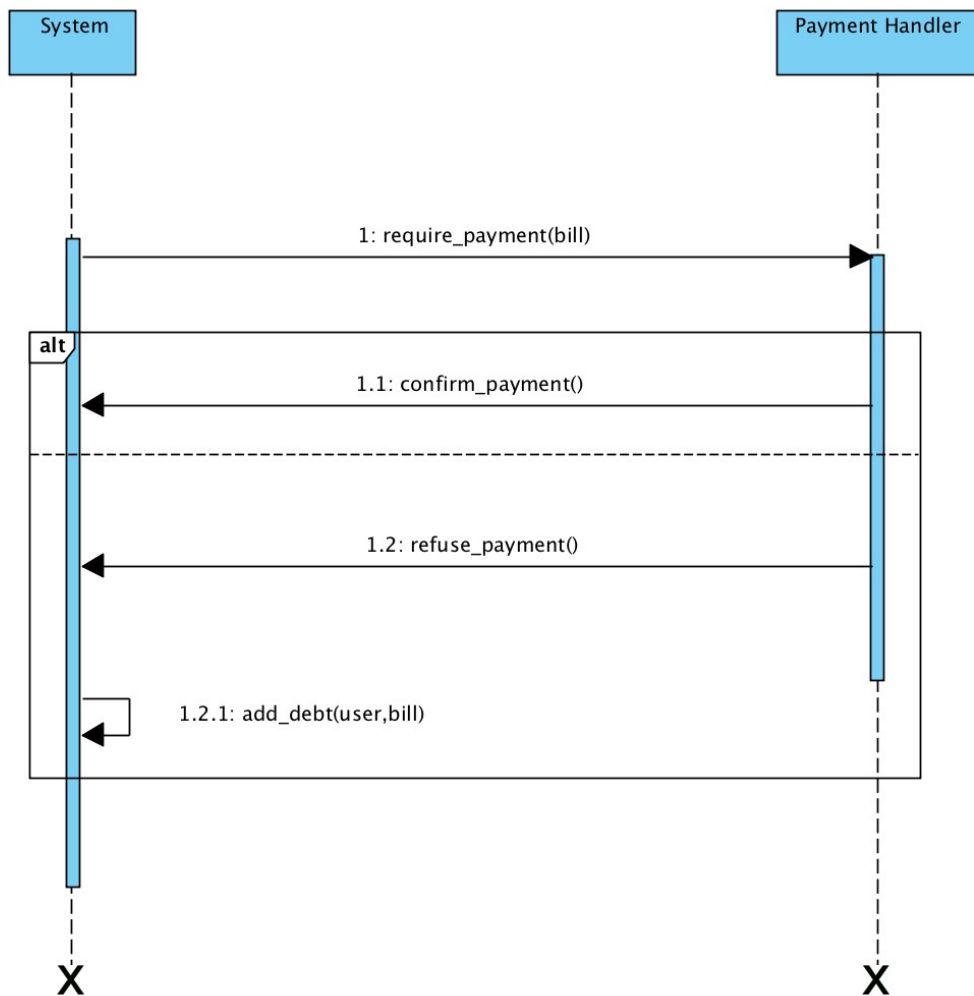 System
Payment Handler
1: require_payment(bill)
alt
1.1: confirm_payment()
1.2: refuse_payment()
1.2.1: add_debt(user,bill)